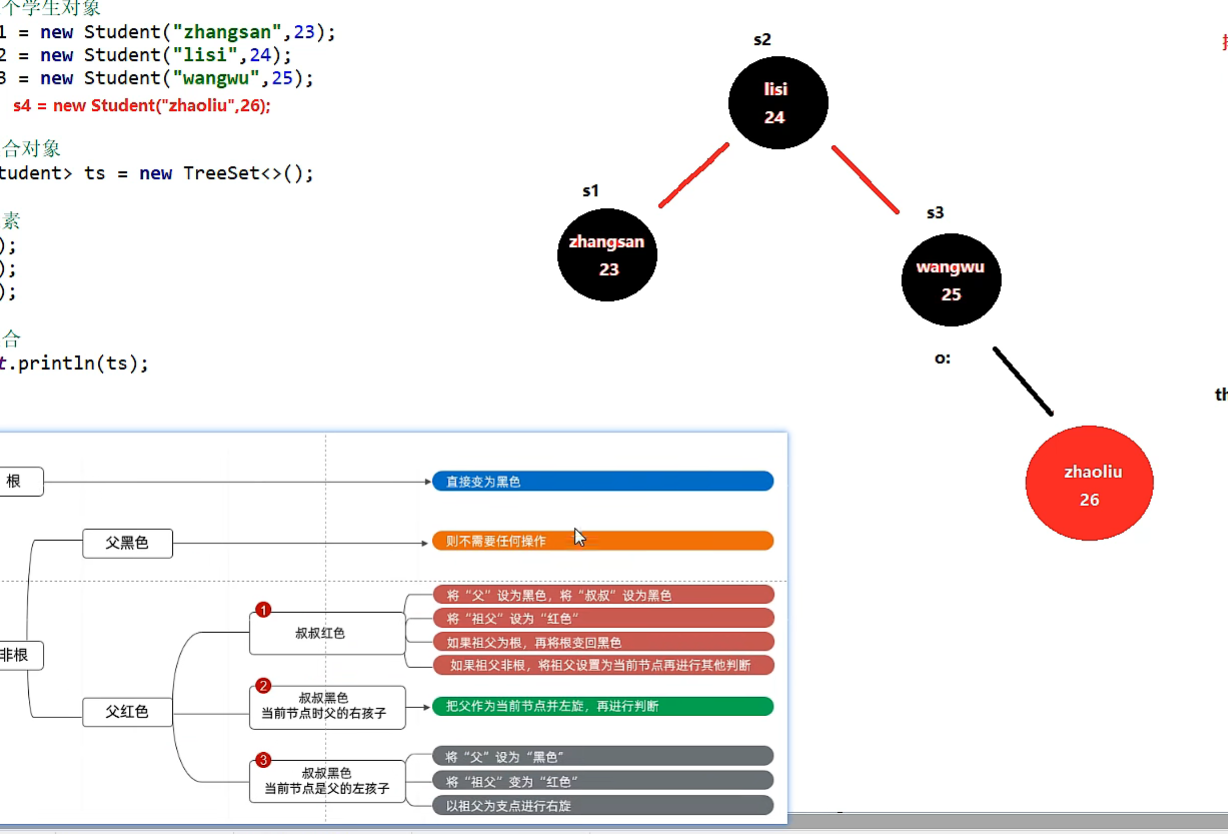 个学生对象
1 = new Student("zhangsan",23);
2 = new Student("lisi",24);
3 = new Student("wangwu",25);
s4 = new Student("zhaoliu",26);
合对象
tudent> ts = new TreeSet<>();
素
);
);
);
合
t.println(ts);
s2
lisi
24
s1
zhangsan
23
s3
wangwu
25
o:
th
zhaoliu
26
根
直接变为黑色
父黑色
则不需要任何操作
非根
父红色
1
叔叔红色
将“父”设为黑色，将“叔叔”设为黑色
将“祖父”设为“红色”
如果祖父为根，再将根变回黑色
如果祖父非根，将祖父设置为当前节点再进行其他判断
2
叔叔黑色
当前节点时父的右孩子
把父作为当前节点并左旋，再进行判断
3
叔叔黑色
当前节点是父的左孩子
将“父”设为“黑色”
将“祖父”变为“红色”
以祖父为支点进行右旋